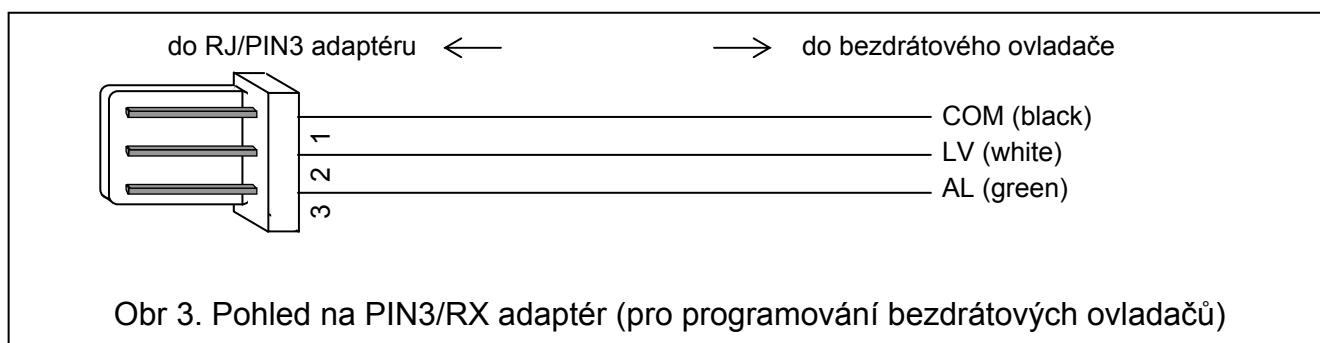 do RJ/PIN3 adaptéru
do bezdrátového ovladače
COM (black)
1
LV (white)
2
AL (green)
3
Obr 3. Pohled na PIN3/RX adaptér (pro programování bezdrátových ovladačů)